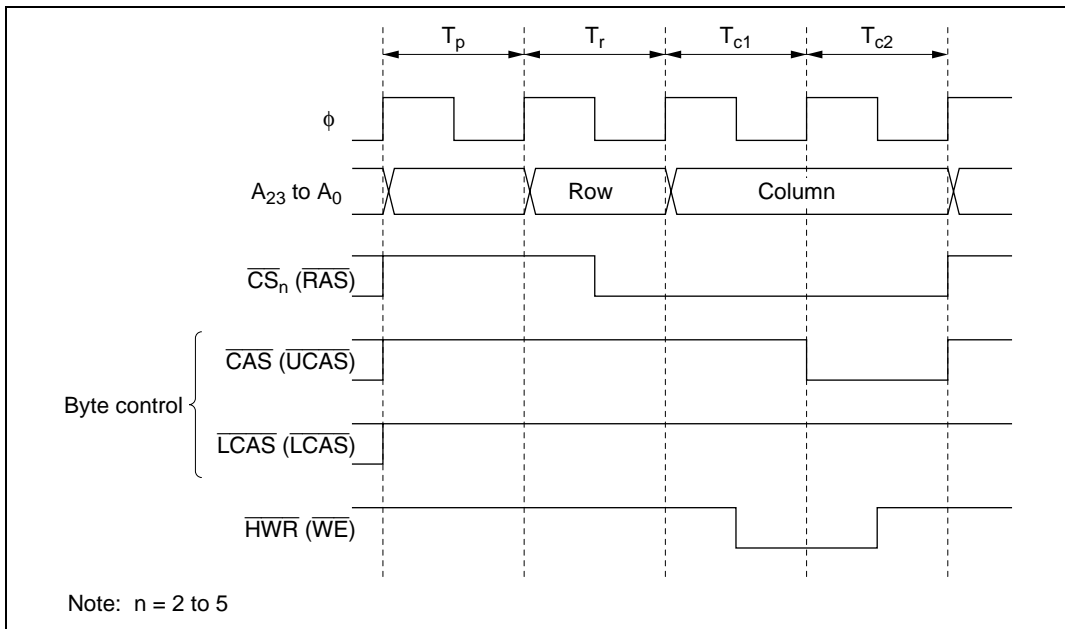 Tp Tr Tc1 Tc2
φ
A23 to A0 Row Column
CSn (RAS)
CAS (UCAS)
Byte control
LCAS (LCAS)
HWR (WE)
Note: n = 2 to 5